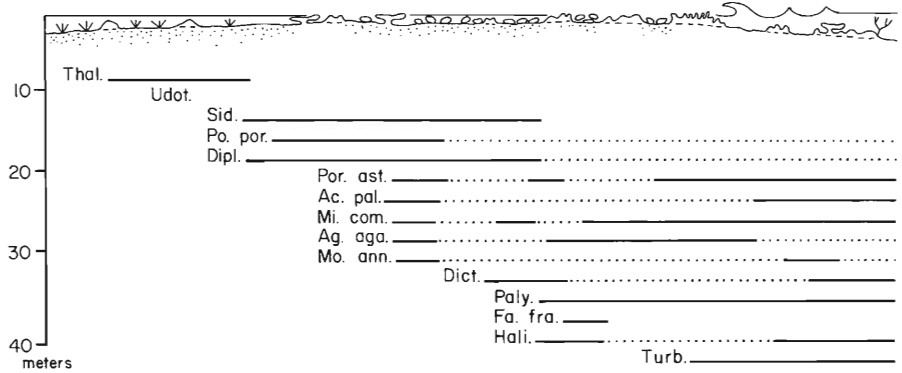 10
20
30
40
meters
Thal.
Udot.
Sid.
Po. por.
Dipl.
Por. ast.
Ac. pal.
Mi. com.
Ag. aga.
Mo. ann.
Dict.
Paly.
Fa. fra.
Hali.
Turb.